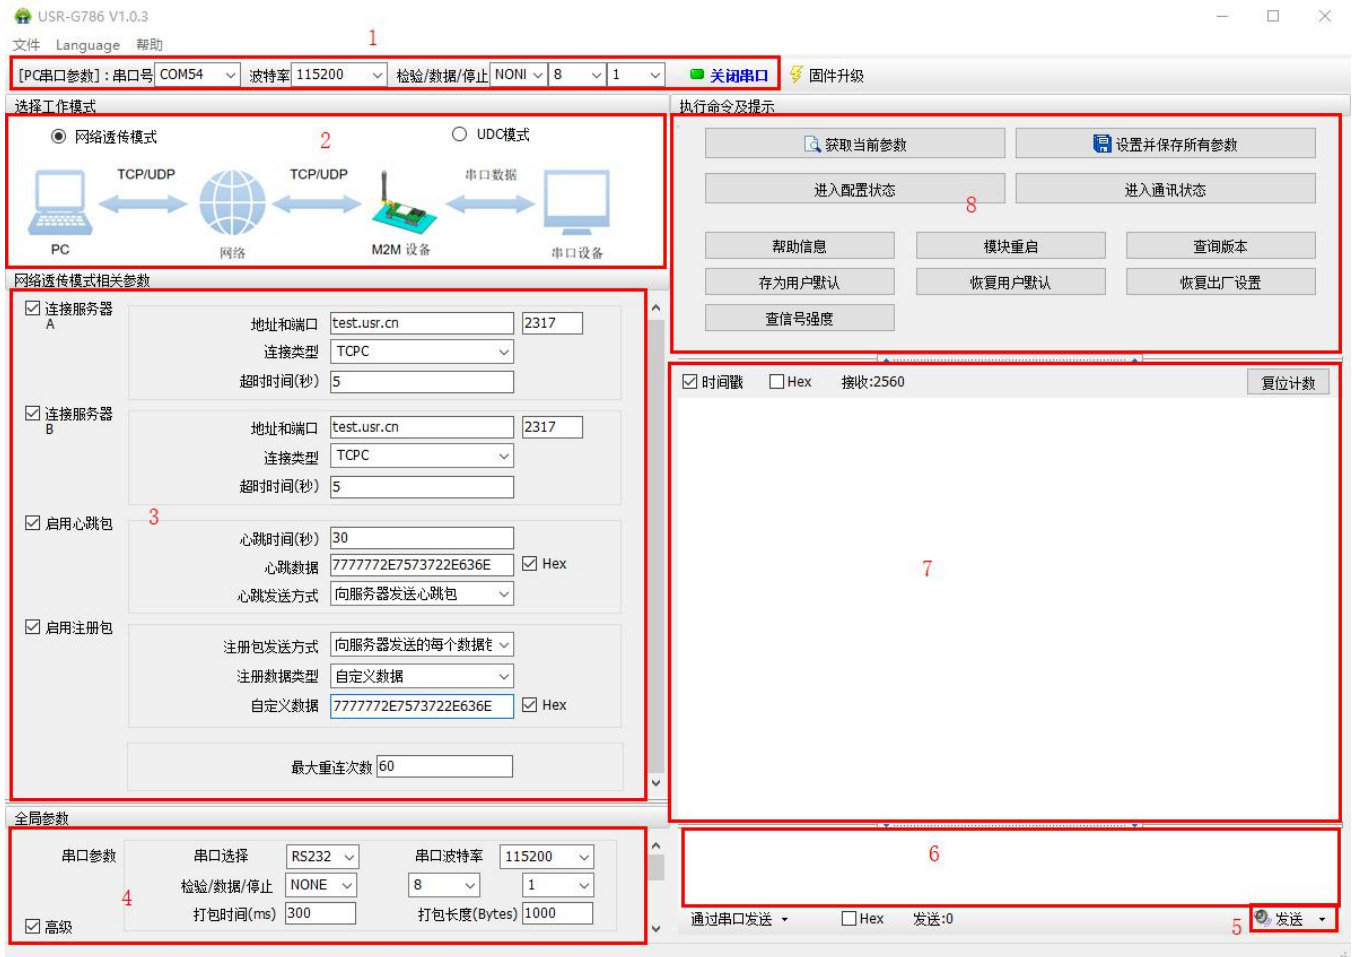 USR-G786 V1.0.3
文件 Language 帮助
1
[PC串口参数]：串口号 COM54 波特率 115200 检验/数据/停止 NONI 8 1 关闭串口 固件升级
选择工作模式
网络透传模式 2 UDC模式
TCP/UDP TCP/UDP 串口数据
PC 网络 M2M 设备 串口设备
网络透传模式相关参数
连接服务器
A
地址和端口 test.usr.cn 2317
连接类型 TCPC
超时时间(秒) 5
连接服务器
B
地址和端口 test.usr.cn 2317
连接类型 TCPC
超时时间(秒) 5
启用心跳包 3
心跳时间(秒) 30
心跳数据 7777772E7573722E636E Hex
心跳发送方式 向服务器发送心跳包
启用注册包
注册包发送方式 向服务器发送的每个数据包
注册数据类型 自定义数据
自定义数据 7777772E7573722E636E Hex
最大重连次数 60
全局参数
串口参数 串口选择 RS232 串口波特率 115200
检验/数据/停止 NONE 8 1
4
打包时间(ms) 300 打包长度(Bytes) 1000
高级
执行命令及提示
获取当前参数 设置并保存所有参数
进入配置状态 进入通讯状态
8
帮助信息 模块重启 查询版本
存为用户默认 恢复用户默认 恢复出厂设置
查信号强度
时间戳 Hex 接收:2560 复位计数
7
6
通过串口发送 Hex 发送:0 5 发送